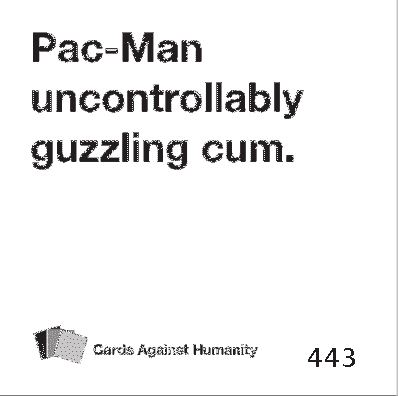 Pac-Man
uncontrollably
guzzling cum.
Cards Against Humanity
443